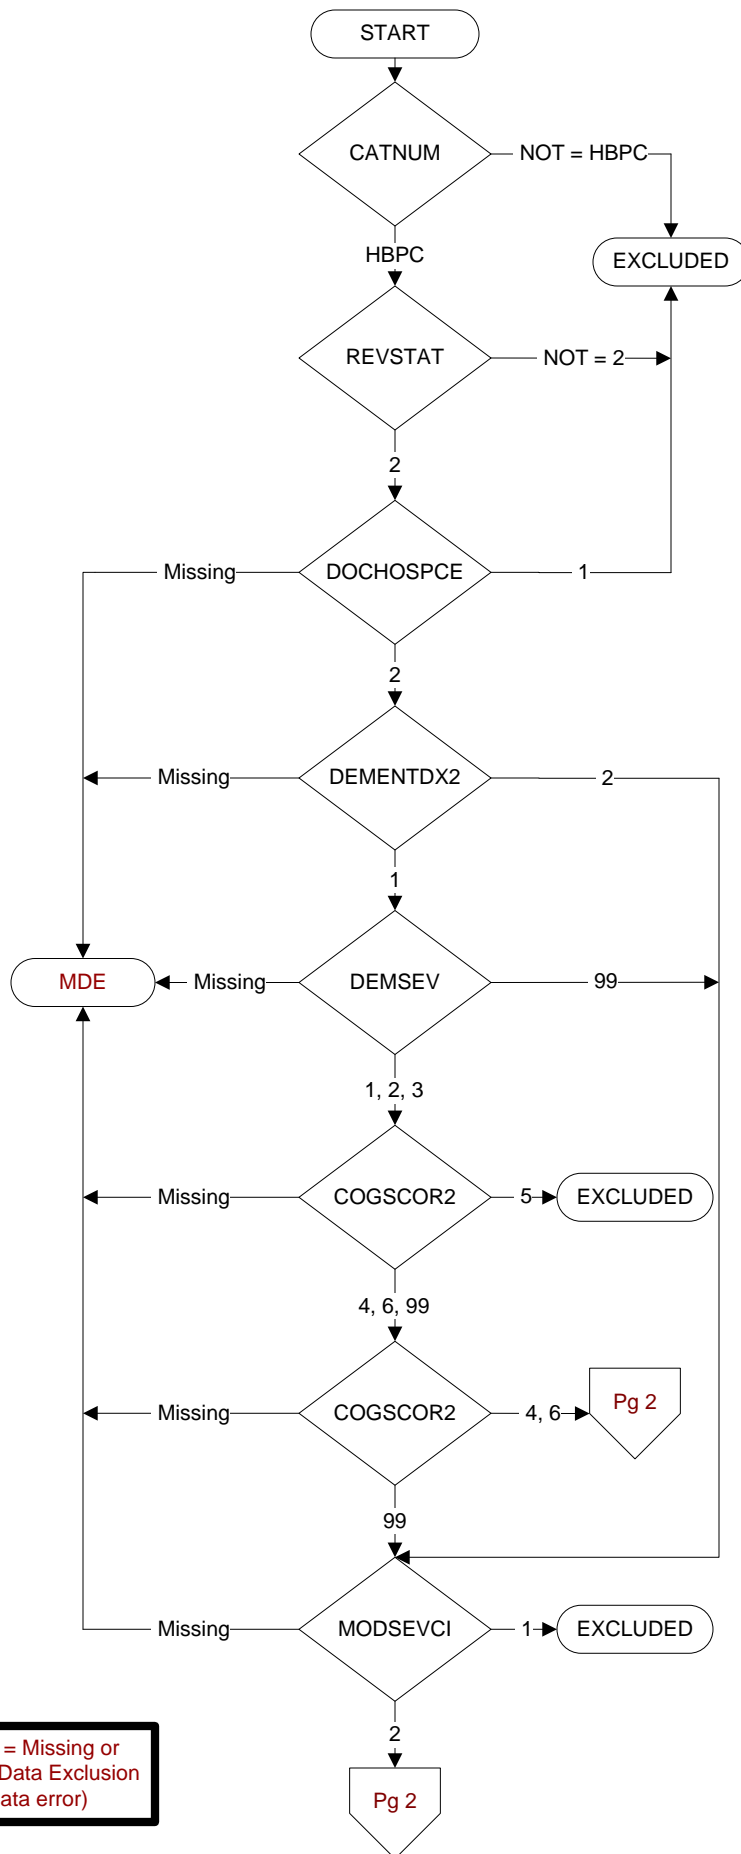 START
CATNUM
NOT = HBPC
HBPC
EXCLUDED
REVSTAT
NOT = 2
2
Missing
DOCHOSPCE
1
2
Missing
DEMENTDX2
2
1
MDE
Missing
DEMSEV
99
1, 2, 3
Missing
COGSCOR2
5
EXCLUDED
4, 6, 99
Missing
COGSCOR2
4, 6
Pg 2
99
Missing
MODSEVCI
1
EXCLUDED
2
= Missing or
Data Exclusion
ata error)
Pg 2